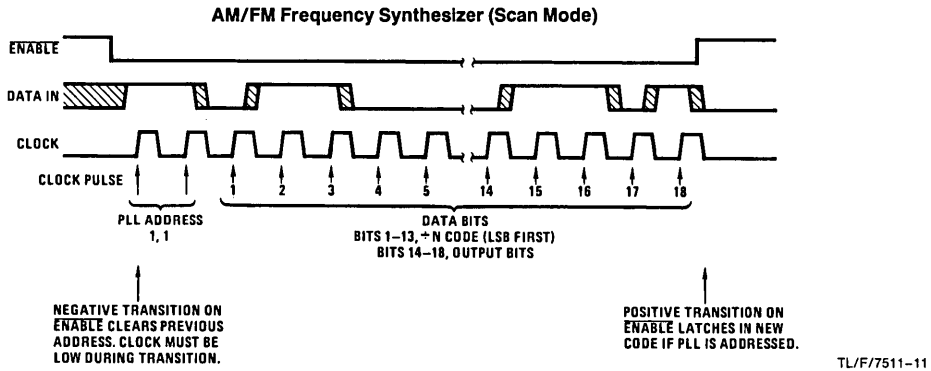 AM/FM Frequency Synthesizer (Scan Mode)
ENABLE
DATA IN
CLOCK
CLOCK PULSE
1 2 3 4 5 14 15 16 17 18
PLL ADDRESS
1, 1
DATA BITS
BITS 1–13, ÷N CODE (LSB FIRST)
BITS 14–18, OUTPUT BITS
NEGATIVE TRANSITION ON
ENABLE CLEARS PREVIOUS
ADDRESS. CLOCK MUST BE
LOW DURING TRANSITION.
POSITIVE TRANSITION ON
ENABLE LATCHES IN NEW
CODE IF PLL IS ADDRESSED.
TL/F/7511–11